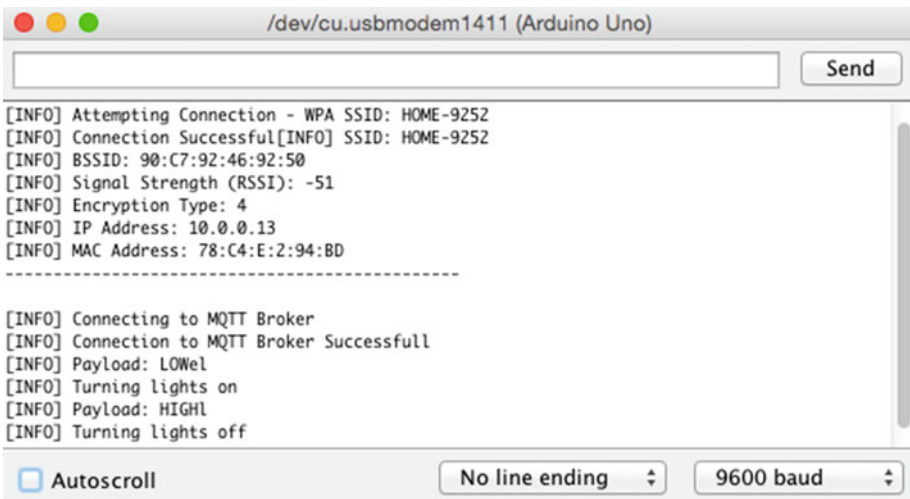 /dev/cu.usbmodem1411 (Arduino Uno)
Send
[INFO] Attempting Connection - WPA SSID: HOME-9252
[INFO] Connection Successful[INFO] SSID: HOME-9252
[INFO] BSSID: 90:C7:92:46:92:50
[INFO] Signal Strength (RSSI): -51
[INFO] Encryption Type: 4
[INFO] IP Address: 10.0.0.13
[INFO] MAC Address: 78:C4:E:2:94:BD
-----------------------------------------------
[INFO] Connecting to MQTT Broker
[INFO] Connection to MQTT Broker Successfull
[INFO] Payload: LOWel
[INFO] Turning lights on
[INFO] Payload: HIGHl
[INFO] Turning lights off
Autoscroll
No line ending
9600 baud